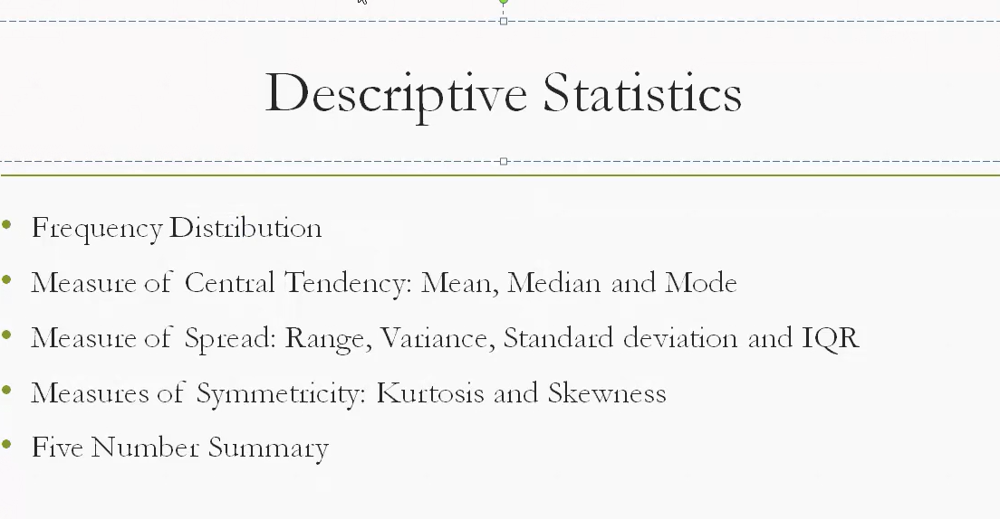 Descriptive Statistics
• Frequency Distribution
• Measure of Central Tendency: Mean, Median and Mode
• Measure of Spread: Range, Variance, Standard deviation and IQR
• Measures of Symmetricity: Kurtosis and Skewness
• Five Number Summary